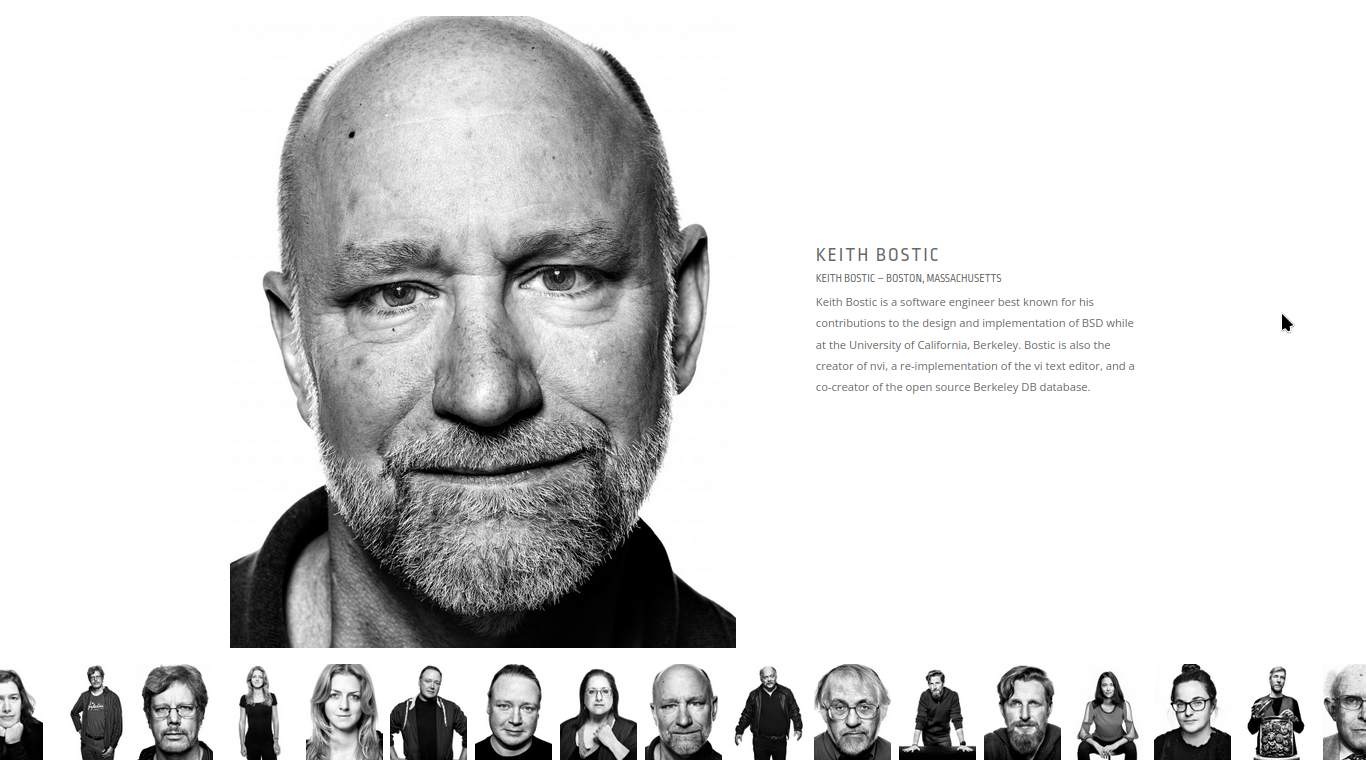 KEITH BOSTIC
KEITH BOSTIC – BOSTON, MASSACHUSETTS
Keith Bostic is a software engineer best known for his
contributions to the design and implementation of BSD while
at the University of California, Berkeley. Bostic is also the
creator of nvi, a re-implementation of the vi text editor, and a
co-creator of the open source Berkeley DB database.